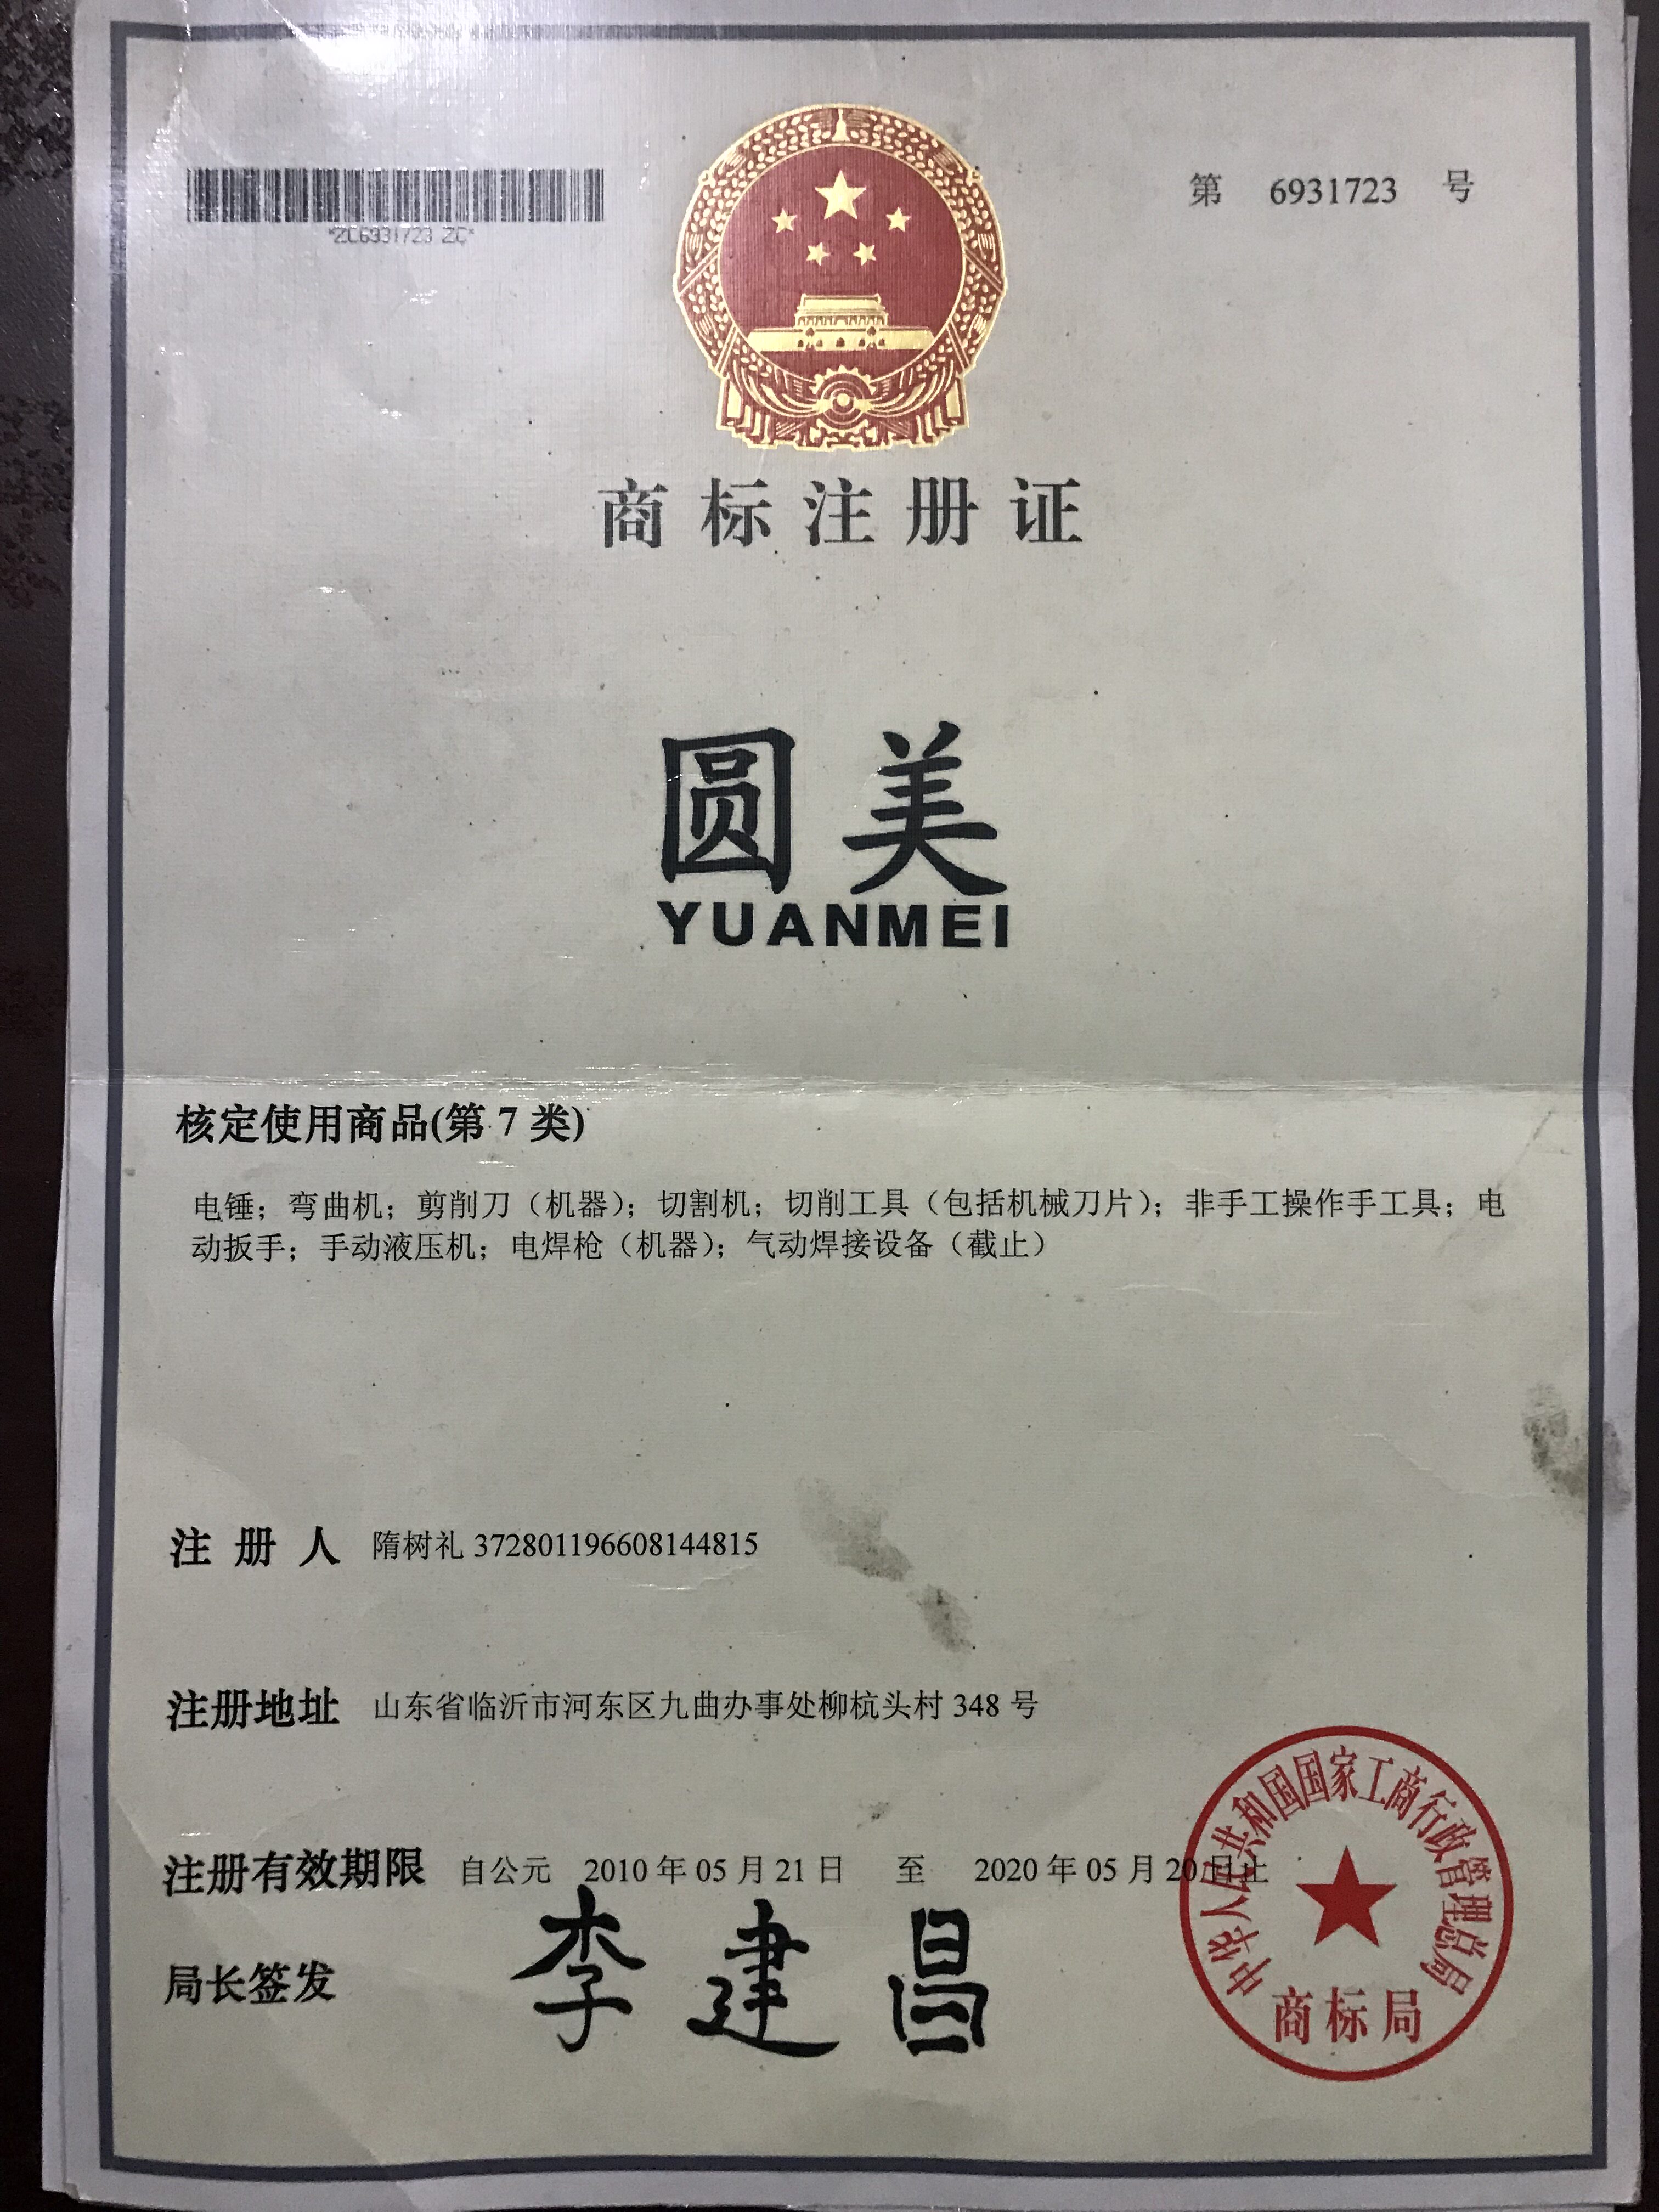 *ZC6931723 ZC*
第 6931723 号
商标注册证
圆美
YUANMEI
核定使用商品(第 7 类)
电锤；弯曲机；剪削刀（机器）；切割机；切削工具（包括机械刀片）；非手工操作手工具；电
动扳手；手动液压机；电焊枪（机器）；气动焊接设备（截止）
注册人 隋树礼 372801196608144815
注册地址 山东省临沂市河东区九曲办事处柳杭头村 348 号
注册有效期限 自公元 2010 年 05 月 21 日 至 2020 年 05 月 20 日止
局长签发 李建昌
中华人民共和国国家工商行政管理总局
商标局